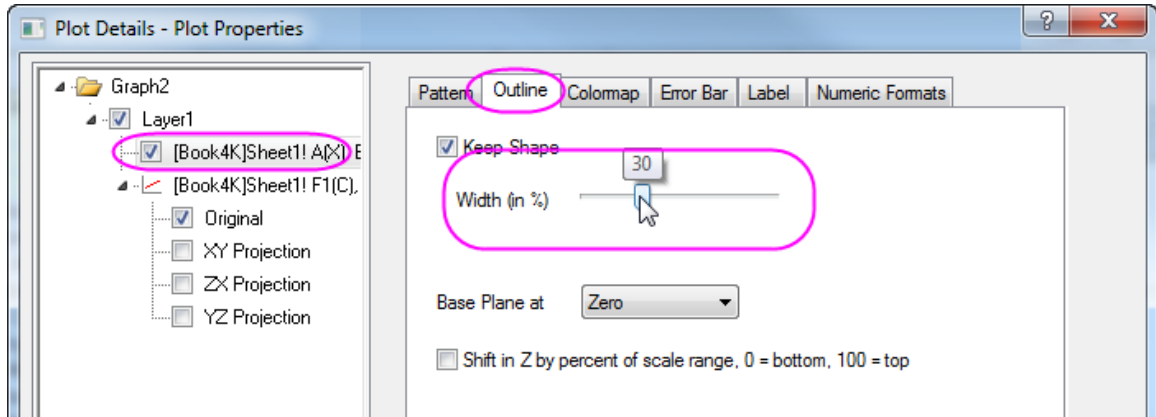 Plot Details - Plot Properties
Graph2
Layer1
[Book4K]Sheet1! A(X)
[Book4K]Sheet1! F1(C),
Original
XY Projection
ZX Projection
YZ Projection
Pattern Outline Colormap Error Bar Label Numeric Formats
Keep Shape
30
Width (in %)
Base Plane at Zero
Shift in Z by percent of scale range, 0 = bottom, 100 = top